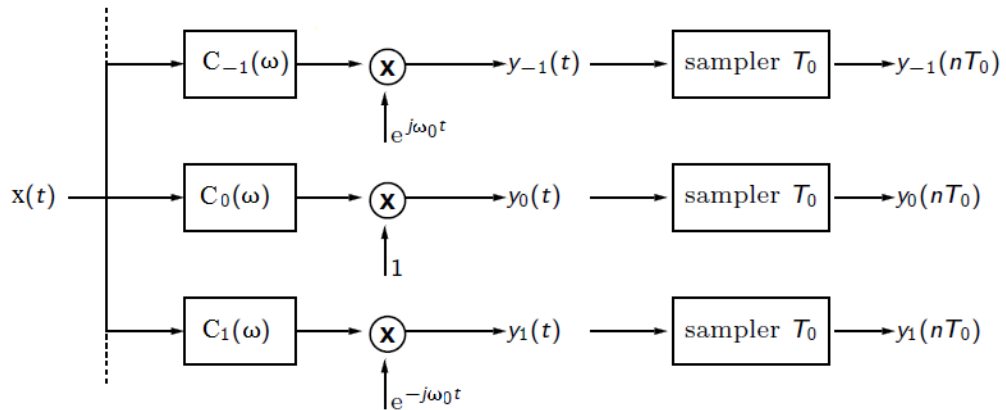 C₋₁(ω) X y₋₁(t) sampler T₀ y₋₁(nT₀)
e^{jω₀t}
x(t) C₀(ω) X y₀(t) sampler T₀ y₀(nT₀)
1
C₁(ω) X y₁(t) sampler T₀ y₁(nT₀)
e^{−jω₀t}